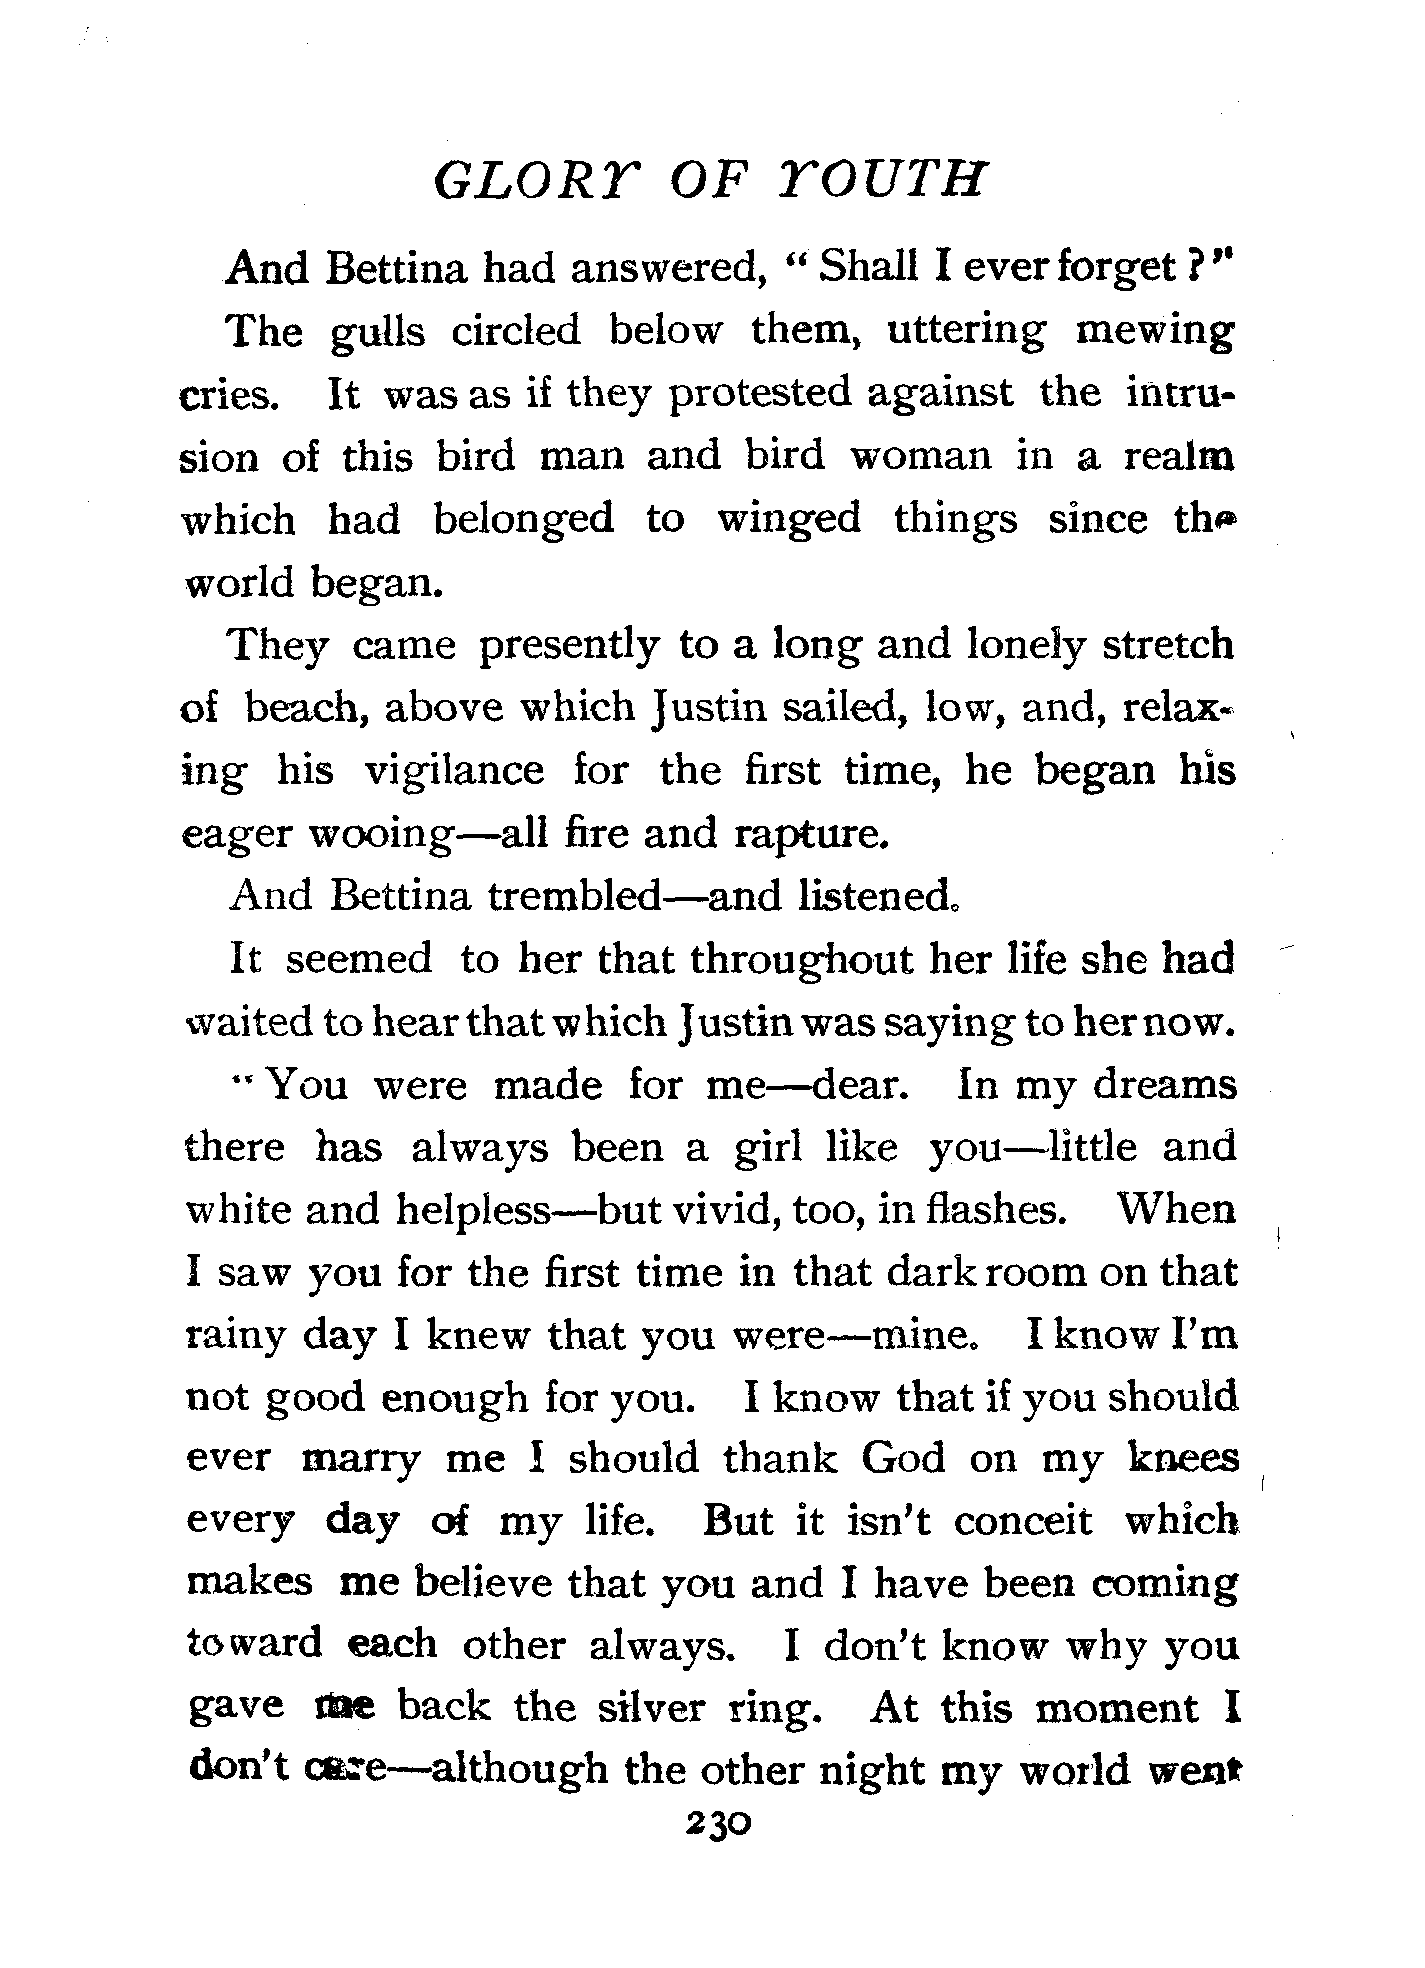 GLORY OF YOUTH
And Bettina had answered, “ Shall I ever forget ?”
The gulls circled below them, uttering mewing
cries. It was as if they protested against the intru-
sion of this bird man and bird woman in a realm
which had belonged to winged things since the
world began.
They came presently to a long and lonely stretch
of beach, above which Justin sailed, low, and, relax-
ing his vigilance for the first time, he began his
eager wooing—all fire and rapture.
And Bettina trembled—and listened.
It seemed to her that throughout her life she had
waited to hear that which Justin was saying to her now.
“ You were made for me—dear. In my dreams
there has always been a girl like you—little and
white and helpless—but vivid, too, in flashes. When
I saw you for the first time in that dark room on that
rainy day I knew that you were—mine. I know I’m
not good enough for you. I know that if you should
ever marry me I should thank God on my knees
every day of my life. But it isn’t conceit which
makes me believe that you and I have been coming
toward each other always. I don’t know why you
gave me back the silver ring. At this moment I
don’t care—although the other night my world went
230